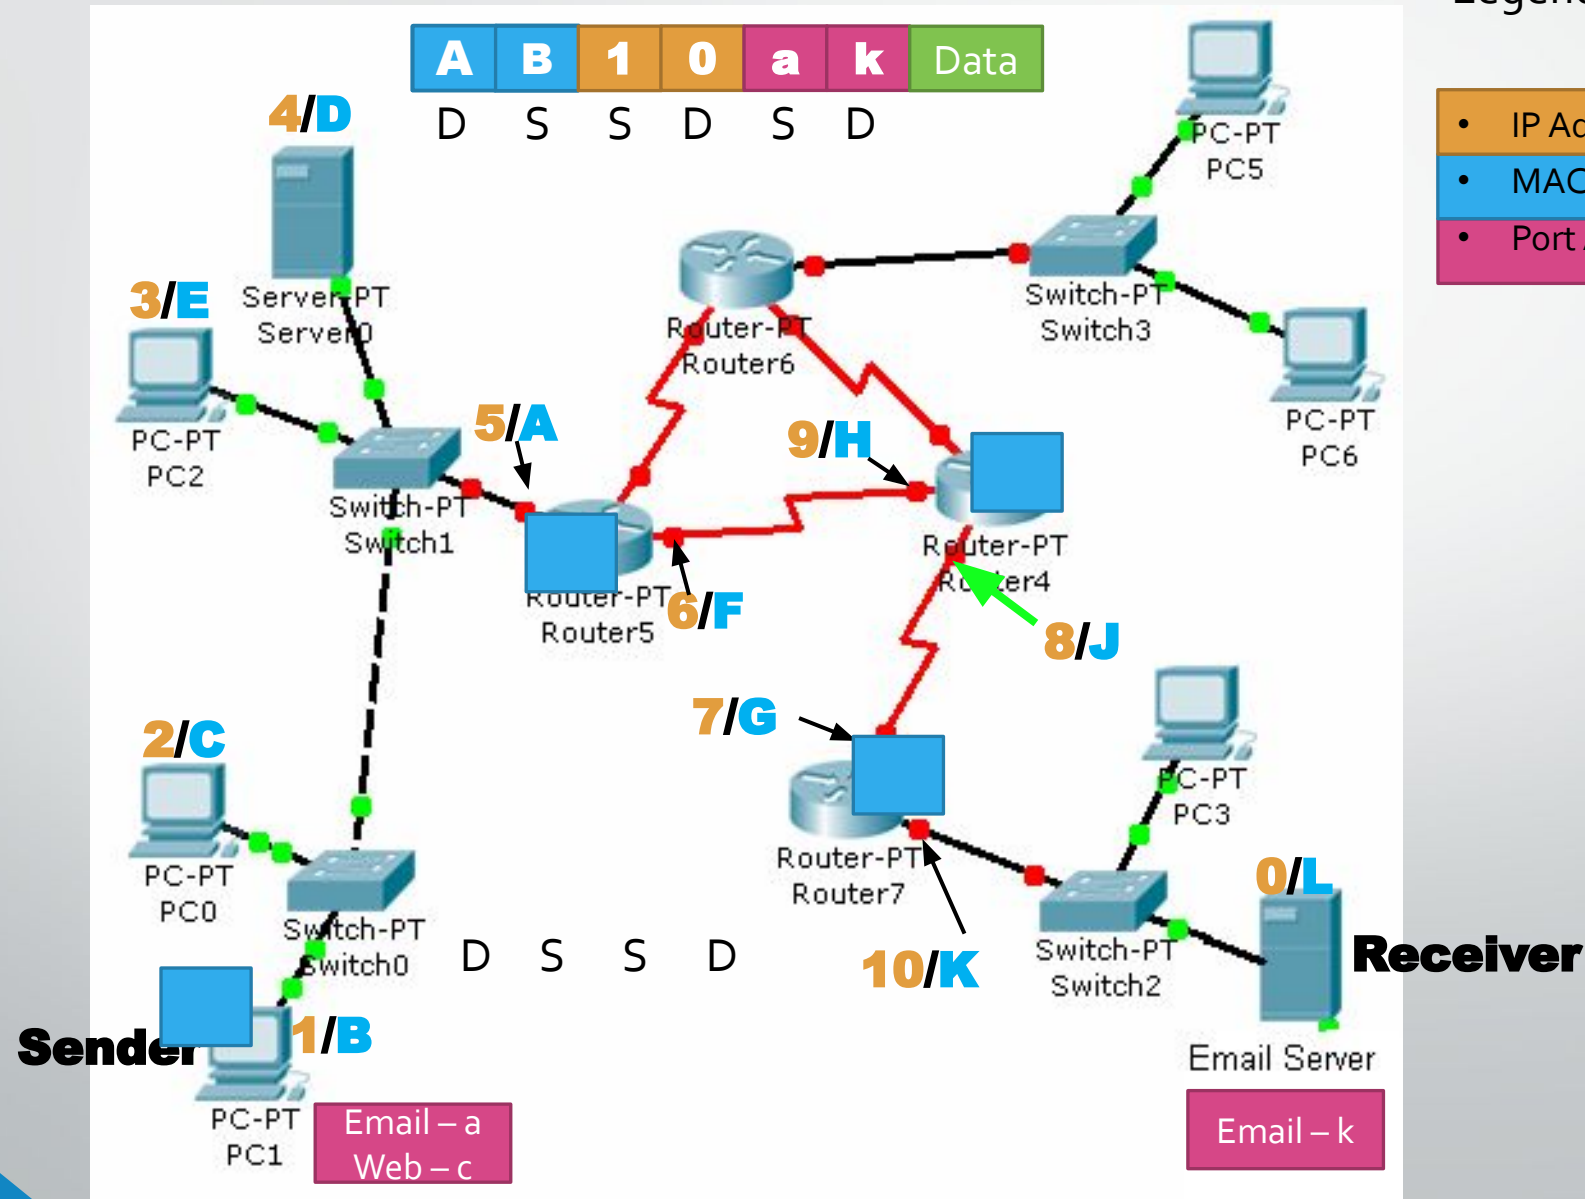 A B 1 0 a k Data
D S S D S D
4/D
Server-PT
Server0
3/E
PC-PT
PC2
PC-PT
PC5
IP
MAC
Port
Router-PT
Router6
Switch-PT
Switch3
PC-PT
PC6
5/A
9/H
Switch-PT
Switch1
Router-PT
Router5
6/F
Router-PT
Router4
8/J
2/C
PC-PT
PC0
7/G
Router-PT
Router7
PC-PT
PC3
Switch-PT
Switch0
D S S D
10/K
0/L
Switch-PT
Switch2
Receiver
Email Server
Email – k
Sender
1/B
PC-PT
PC1
Email – a
Web – c